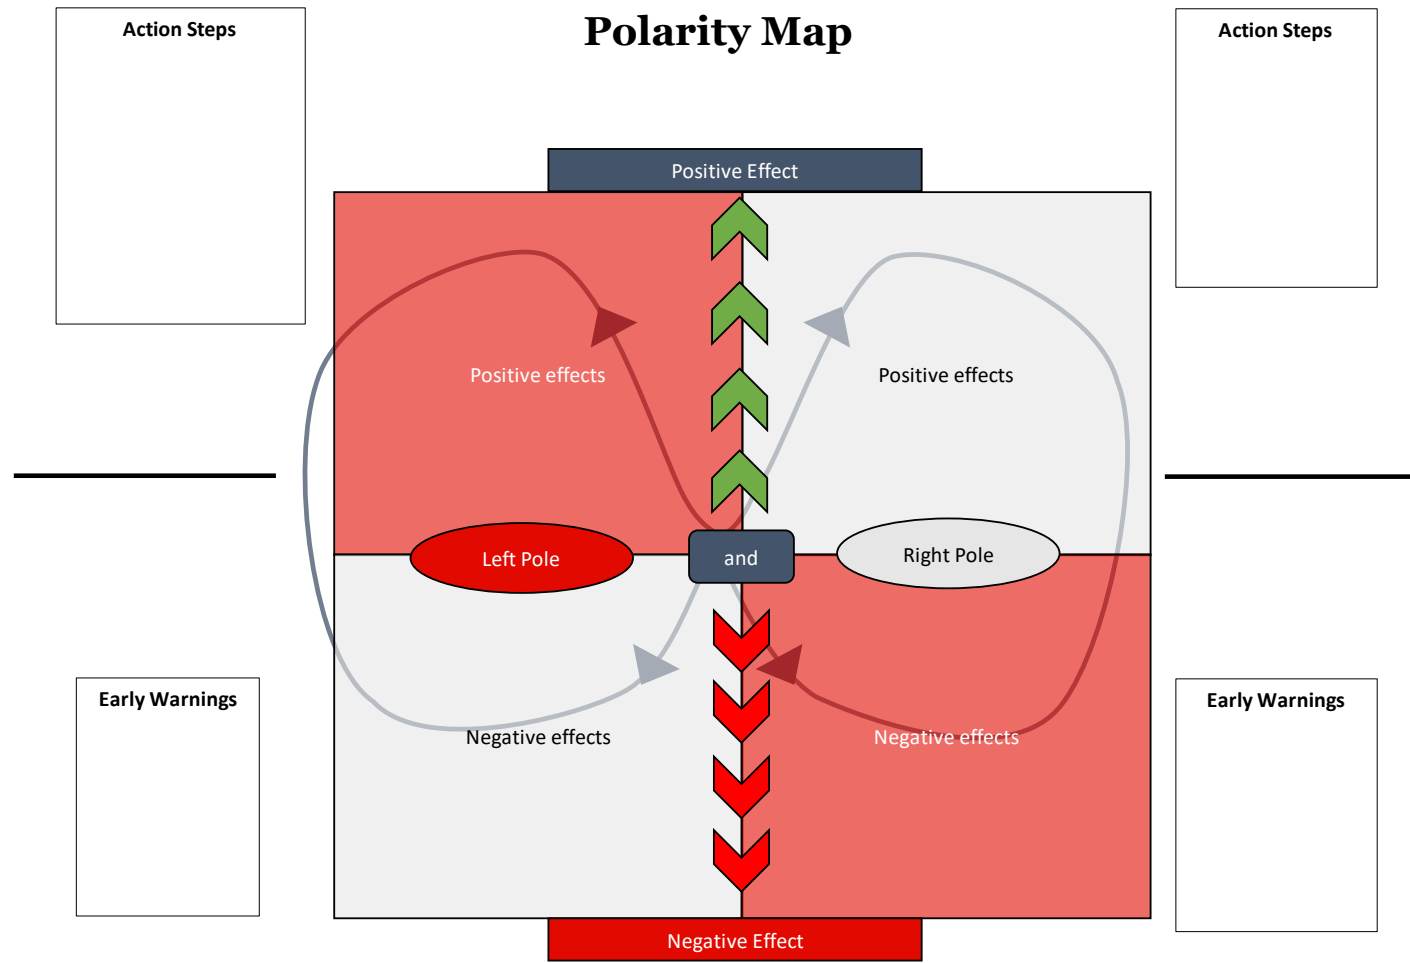 Polarity Map
Action Steps
Action Steps
Positive Effect
Positive effects
Positive effects
Left Pole
and
Right Pole
Early Warnings
Early Warnings
Negative effects
Negative effects
Negative Effect